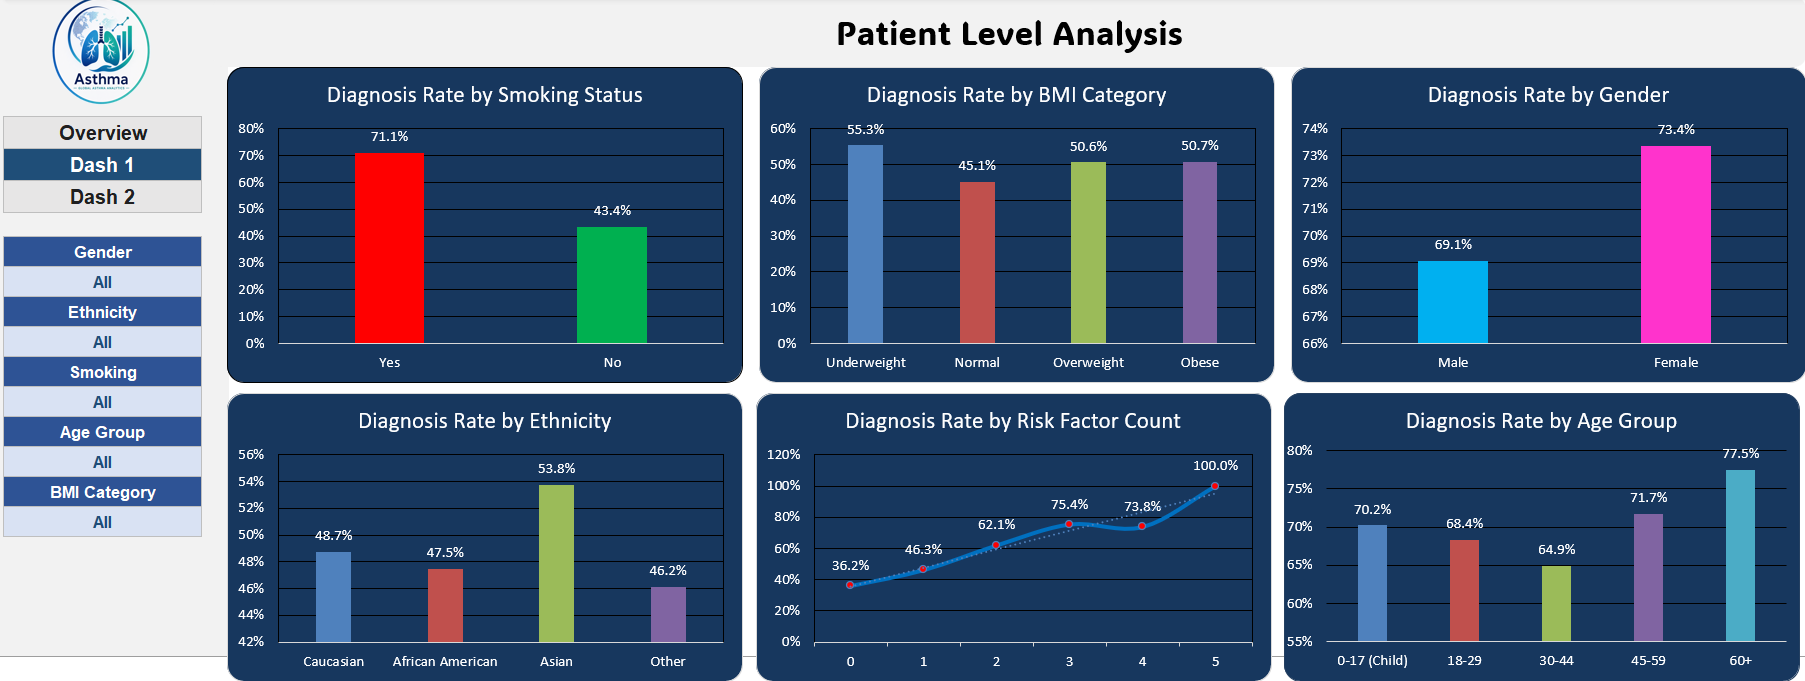 Patient Level Analysis
Asthma
GLOBAL ASTHMA ANALYTICS
Overview
Dash 1
Dash 2
Gender
All
Ethnicity
All
Smoking
All
Age Group
All
BMI Category
All
Diagnosis Rate by Smoking Status
80%
70%
60%
50%
40%
30%
20%
10%
0%
71.1%
43.4%
Yes No
Diagnosis Rate by BMI Category
60%
50%
40%
30%
20%
10%
0%
55.3%
45.1%
50.6%
50.7%
Underweight Normal Overweight Obese
Diagnosis Rate by Gender
74%
73%
72%
71%
70%
69%
68%
67%
66%
69.1%
73.4%
Male Female
Diagnosis Rate by Ethnicity
56%
54%
52%
50%
48%
46%
44%
42%
48.7%
47.5%
53.8%
46.2%
Caucasian African American Asian Other
Diagnosis Rate by Risk Factor Count
120%
100%
80%
60%
40%
20%
0%
36.2%
46.3%
62.1%
75.4%
73.8%
100.0%
0 1 2 3 4 5
Diagnosis Rate by Age Group
80%
75%
70%
65%
60%
55%
70.2%
68.4%
64.9%
71.7%
77.5%
0-17 (Child) 18-29 30-44 45-59 60+